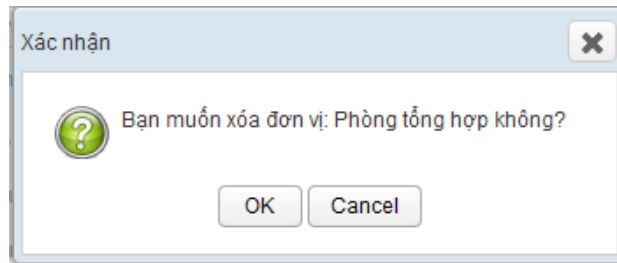 Xác nhận
Bạn muốn xóa đơn vị: Phòng tổng hợp không?
OK Cancel